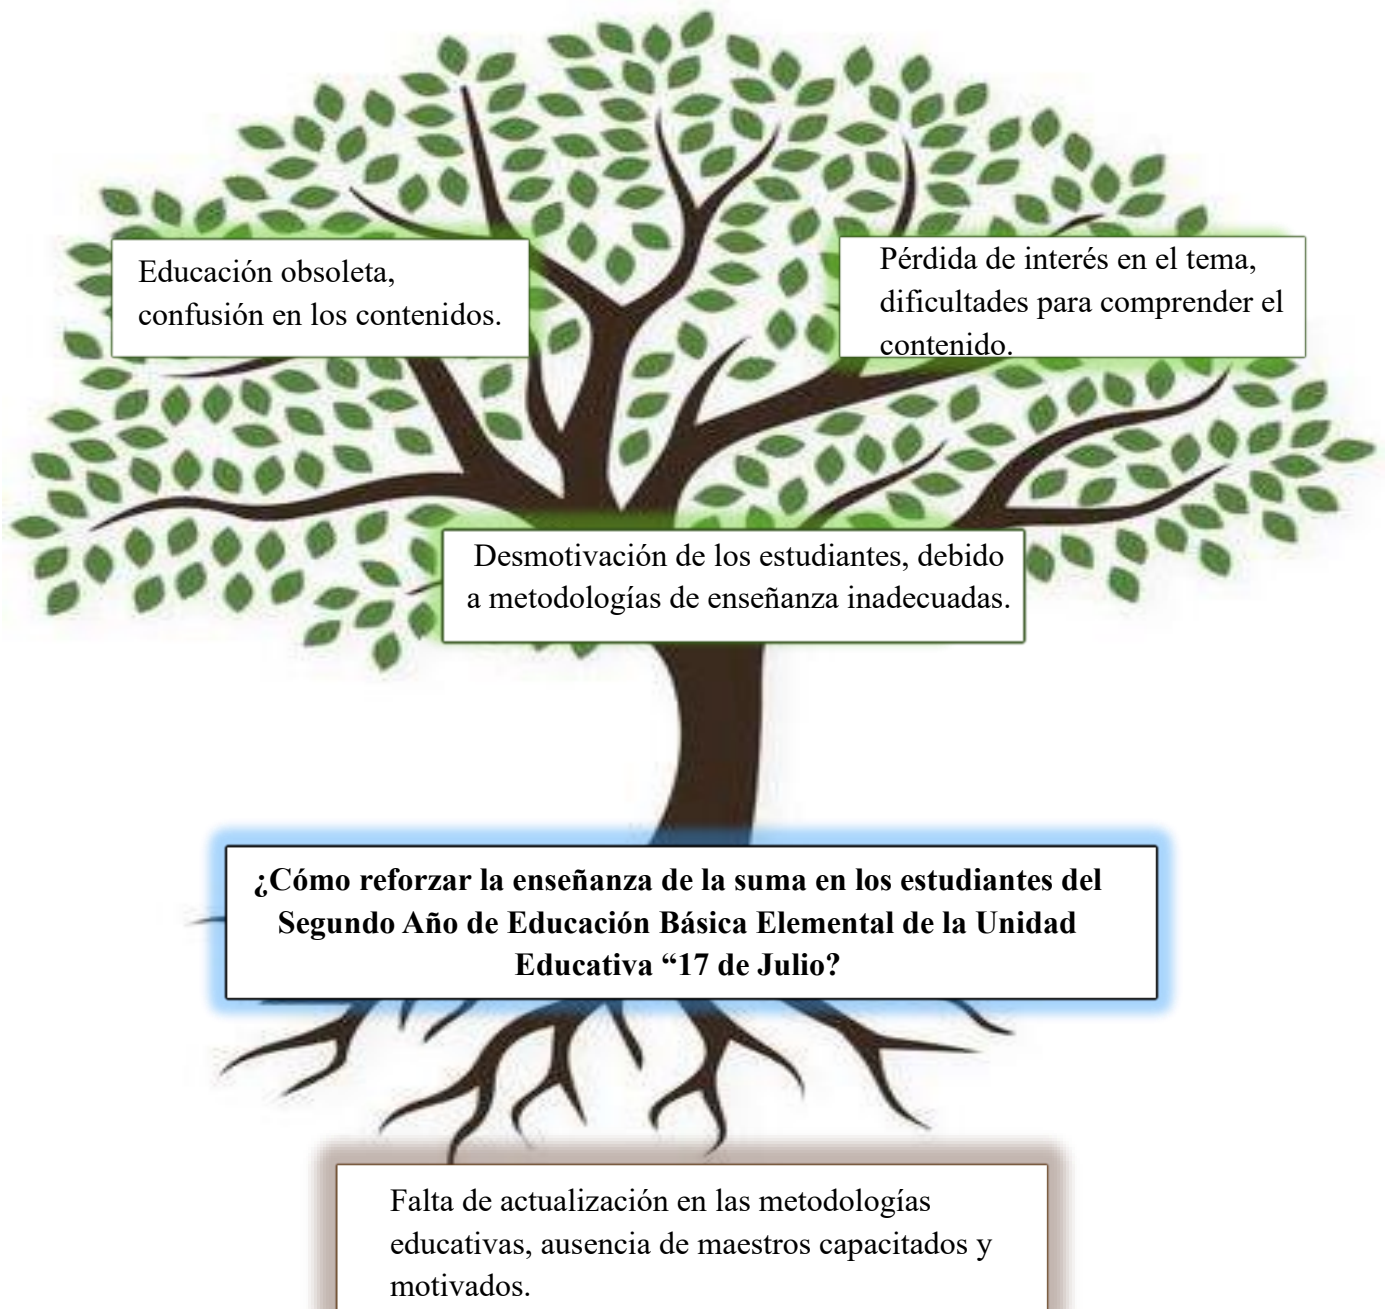 Educación obsoleta,
confusión en los contenidos.
Pérdida de interés en el tema,
dificultades para comprender el
contenido.
Desmotivación de los estudiantes, debido
a metodologías de enseñanza inadecuadas.
¿Cómo reforzar la enseñanza de la suma en los estudiantes del
Segundo Año de Educación Básica Elemental de la Unidad
Educativa “17 de Julio?
Falta de actualización en las metodologías
educativas, ausencia de maestros capacitados y
motivados.